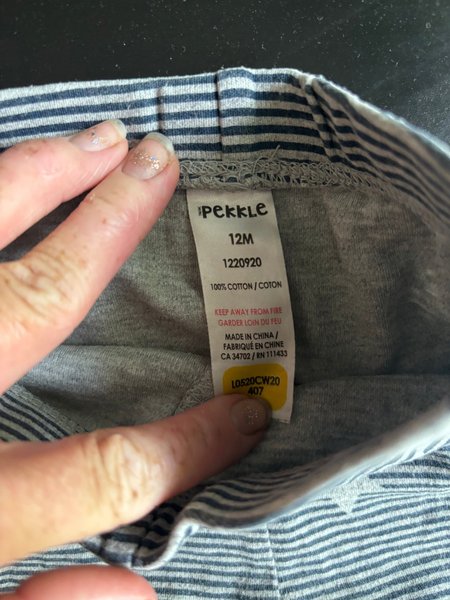 PEKKLE
12M
1220920
100% COTTON / COTON
KEEP AWAY FROM FIRE
GARDER LOIN DU FEU
MADE IN CHINA /
FABRIQUÉ EN CHINE
CA 34702 / RN 111433
L0520CW20
407